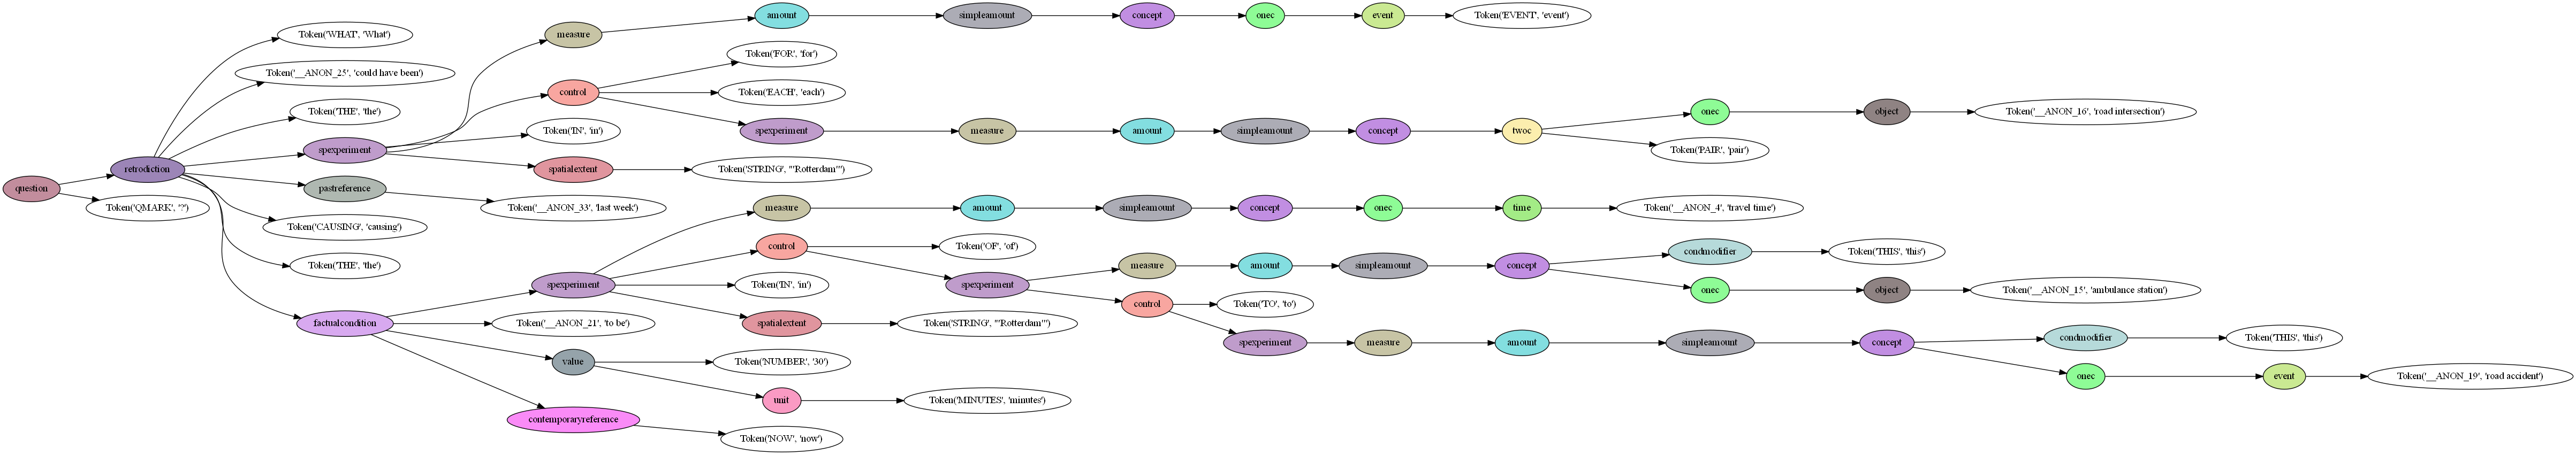 amount
simpleamount
concept
onec
event
Token('EVENT', 'event')
measure
Token('WHAT', 'What')
Token('FOR', 'for')
Token('__ANON_25', 'could have been')
control
Token('EACH', 'each')
Token('THE', 'the')
onec
object
Token('__ANON_16', 'road intersection')
Token('IN', 'in')
spexperiment
measure
amount
simpleamount
concept
twoc
spexperiment
Token('PAIR', 'pair')
retrodiction
spatialextent
Token('STRING', '"Rotterdam"')
question
pastreference
Token('QMARK', '?')
Token('__ANON_33', 'last week')
measure
amount
simpleamount
concept
onec
time
Token('__ANON_4', 'travel time')
Token('CAUSING', 'causing')
control
Token('OF', 'of')
condmodifier
Token('THIS', 'this')
Token('THE', 'the')
measure
amount
simpleamount
concept
spexperiment
Token('IN', 'in')
spexperiment
onec
object
Token('__ANON_15', 'ambulance station')
control
Token('TO', 'to')
factualcondition
Token('__ANON_21', 'to be')
spatialextent
Token('STRING', '"Rotterdam"')
spexperiment
measure
amount
simpleamount
concept
condmodifier
Token('THIS', 'this')
value
Token('NUMBER', '30')
onec
event
Token('__ANON_19', 'road accident')
unit
Token('MINUTES', 'minutes')
contemporaryreference
Token('NOW', 'now')